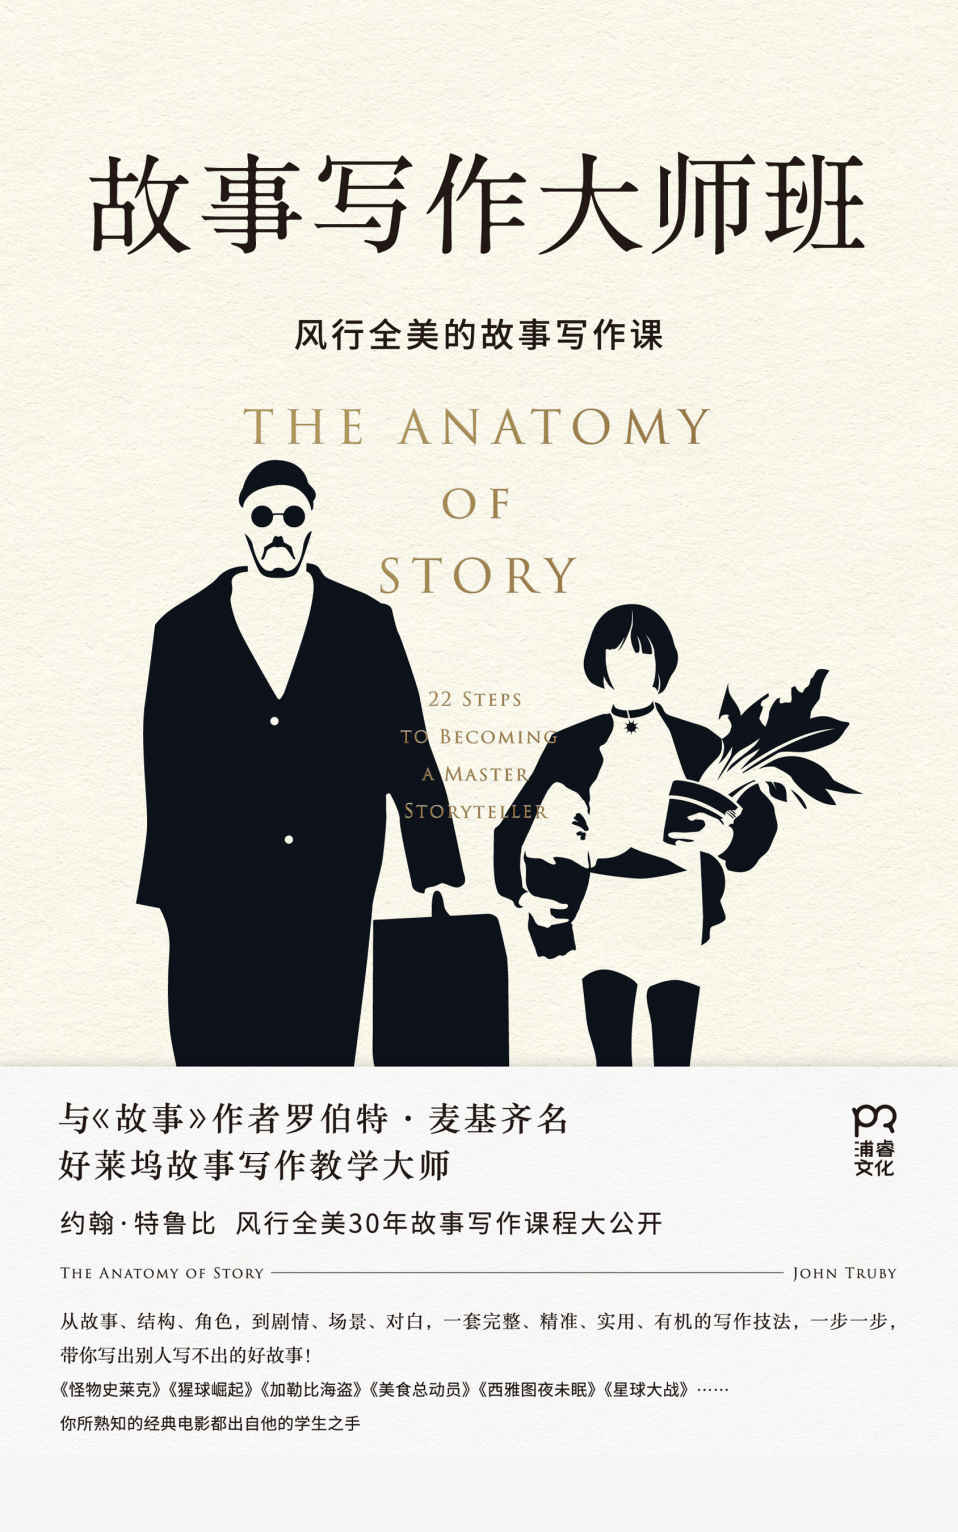 故事写作大师班
风行全美的故事写作课
THE ANATOMY
OF
STORY
22 STEPS
TO BECOMING
A MASTER
STORYTELLER
与《故事》作者罗伯特·麦基齐名
好莱坞故事写作教学大师
浦睿
文化
约翰·特鲁比 风行全美30年故事写作课程大公开
THE ANATOMY OF STORY JOHN TRUBY
从故事、结构、角色，到剧情、场景、对白，一套完整、精准、实用、有机的写作技法，一步一步，
带你写出别人写不出的好故事！
《怪物史莱克》《猩球崛起》《加勒比海盗》《美食总动员》《西雅图夜未眠》《星球大战》……
你所熟知的经典电影都出自他的学生之手